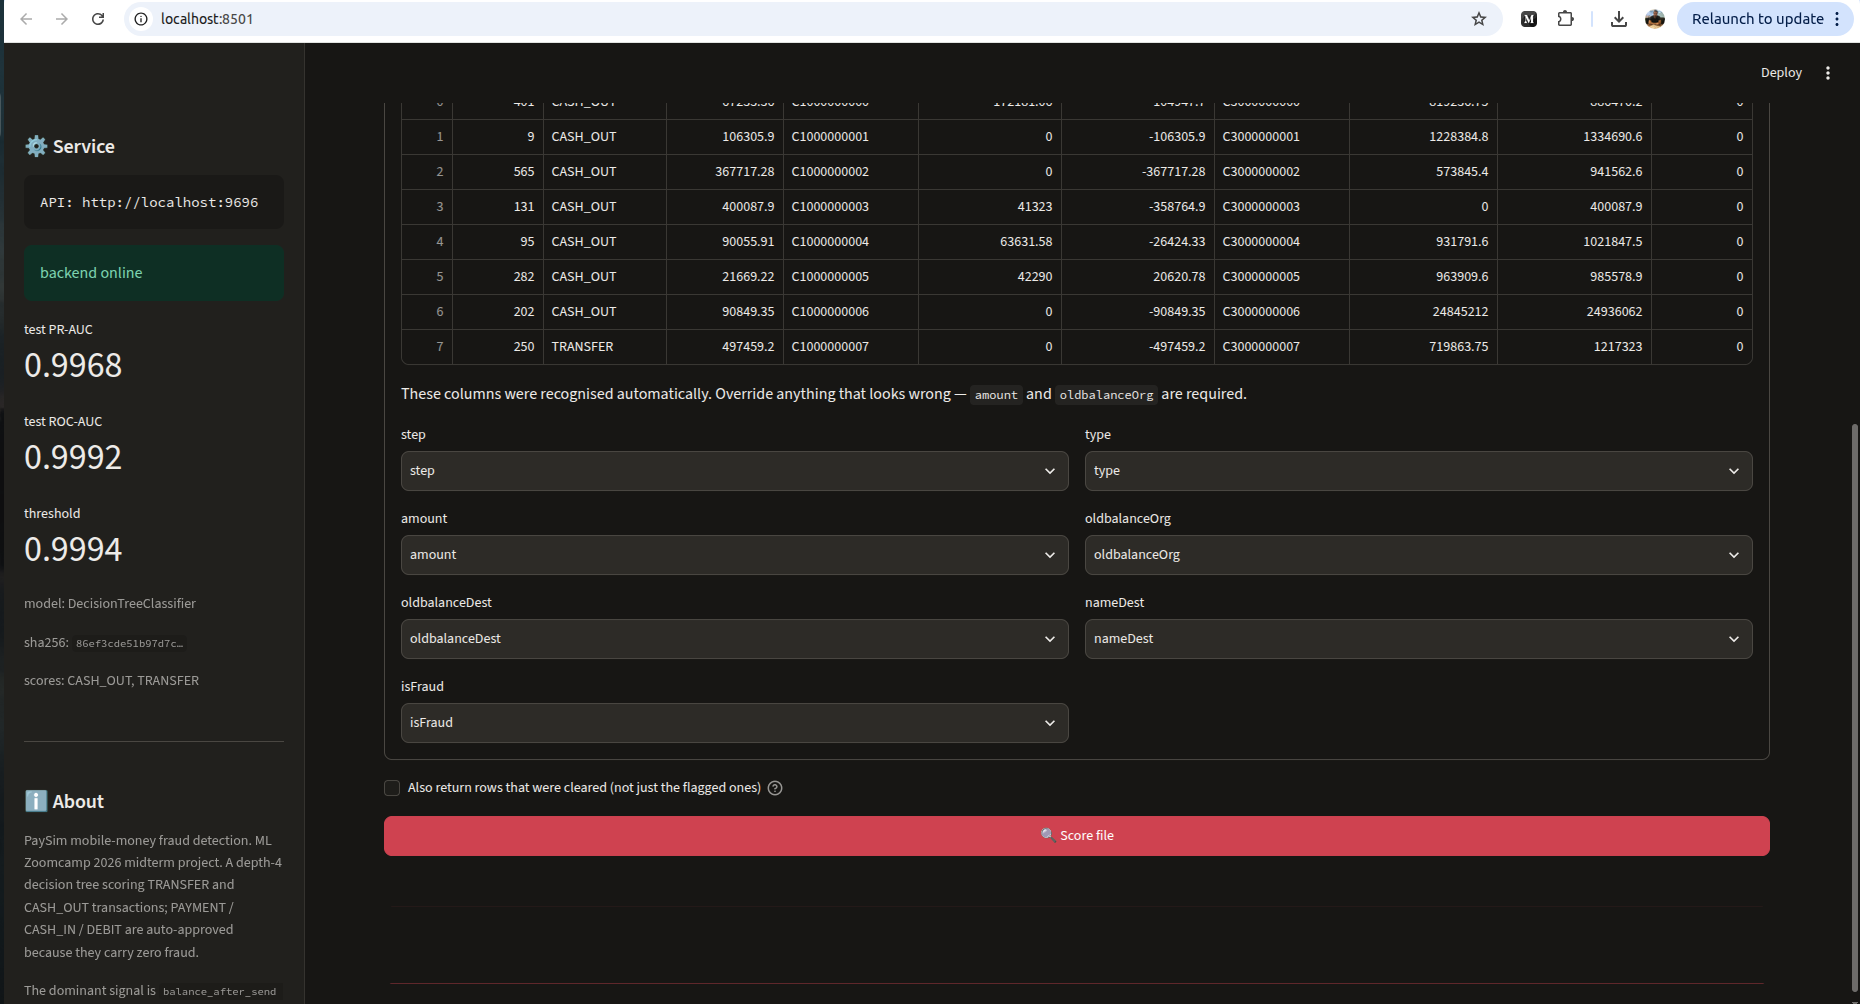 localhost:8501
M
Relaunch to update
Deploy
Service
API: http://localhost:9696
backend online
test PR-AUC
0.9968
test ROC-AUC
0.9992
threshold
0.9994
model: DecisionTreeClassifier
sha256: 86ef3cde51b97d7c…
scores: CASH_OUT, TRANSFER
About
PaySim mobile-money fraud detection. ML
Zoomcamp 2026 midterm project. A depth-4
decision tree scoring TRANSFER and
CASH_OUT transactions; PAYMENT /
CASH_IN / DEBIT are auto-approved
because they carry zero fraud.
The dominant signal is balance_after_send
1 9 CASH_OUT 106305.9 C1000000001 0 -106305.9 C3000000001 1228384.8 1334690.6 0
2 565 CASH_OUT 367717.28 C1000000002 0 -367717.28 C3000000002 573845.4 941562.6 0
3 131 CASH_OUT 400087.9 C1000000003 41323 -358764.9 C3000000003 0 400087.9 0
4 95 CASH_OUT 90055.91 C1000000004 63631.58 -26424.33 C3000000004 931791.6 1021847.5 0
5 282 CASH_OUT 21669.22 C1000000005 42290 20620.78 C3000000005 963909.6 985578.9 0
6 202 CASH_OUT 90849.35 C1000000006 0 -90849.35 C3000000006 24845212 24936062 0
7 250 TRANSFER 497459.2 C1000000007 0 -497459.2 C3000000007 719863.75 1217323 0
These columns were recognised automatically. Override anything that looks wrong — amount and oldbalanceOrg are required.
step type
step type
amount oldbalanceOrg
amount oldbalanceOrg
oldbalanceDest nameDest
oldbalanceDest nameDest
isFraud
isFraud
Also return rows that were cleared (not just the flagged ones)
Score file